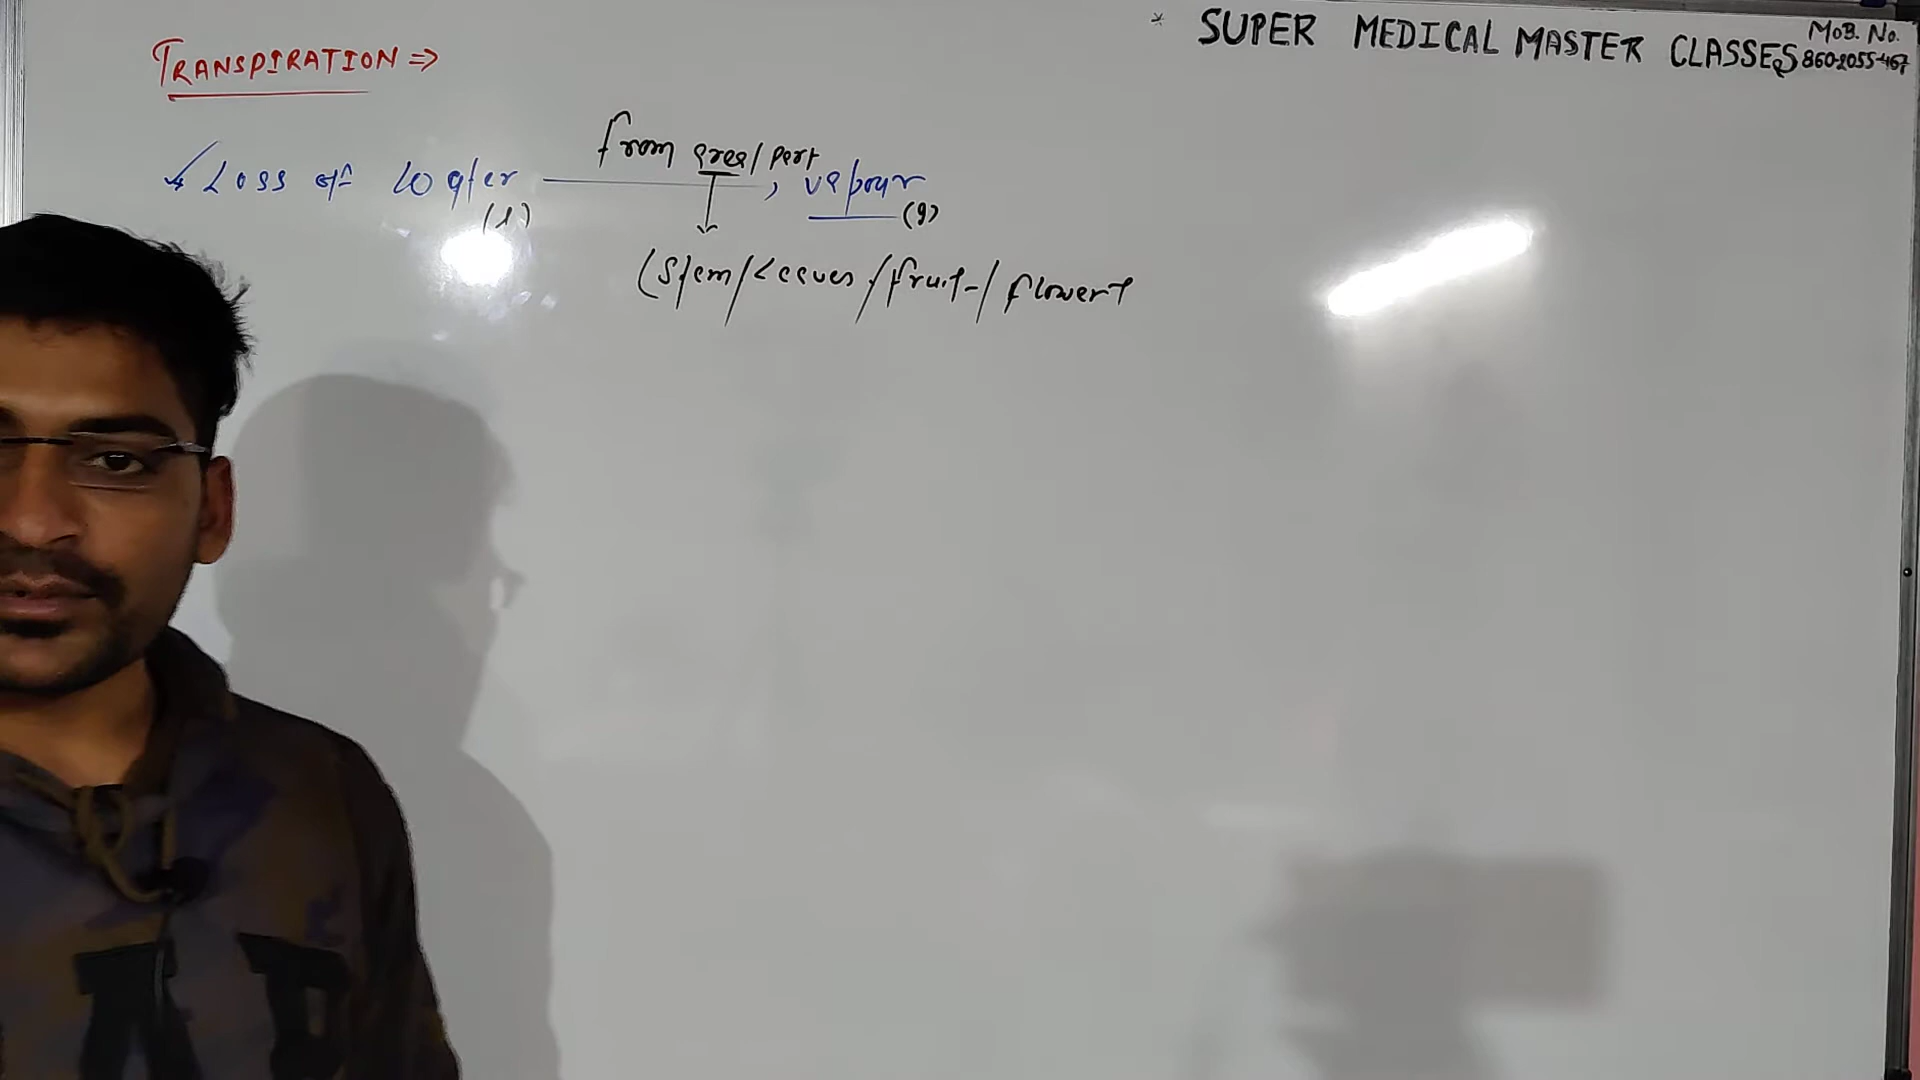 * SUPER MEDICAL MASTER CLASSES
MOB. No.
860-2055-467
TRANSPIRATION ⇒
from area/part
Loss of water , vapour
(l) (g)
(Stem/Leaves/fruit/flower)